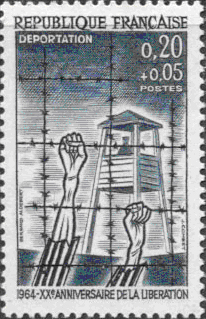 REPUBLIQUE FRANÇAISE
DEPORTATION
0,20
+0,05
POSTES
1964-XXᵉ ANNIVERSAIRE DE LA LIBERATION